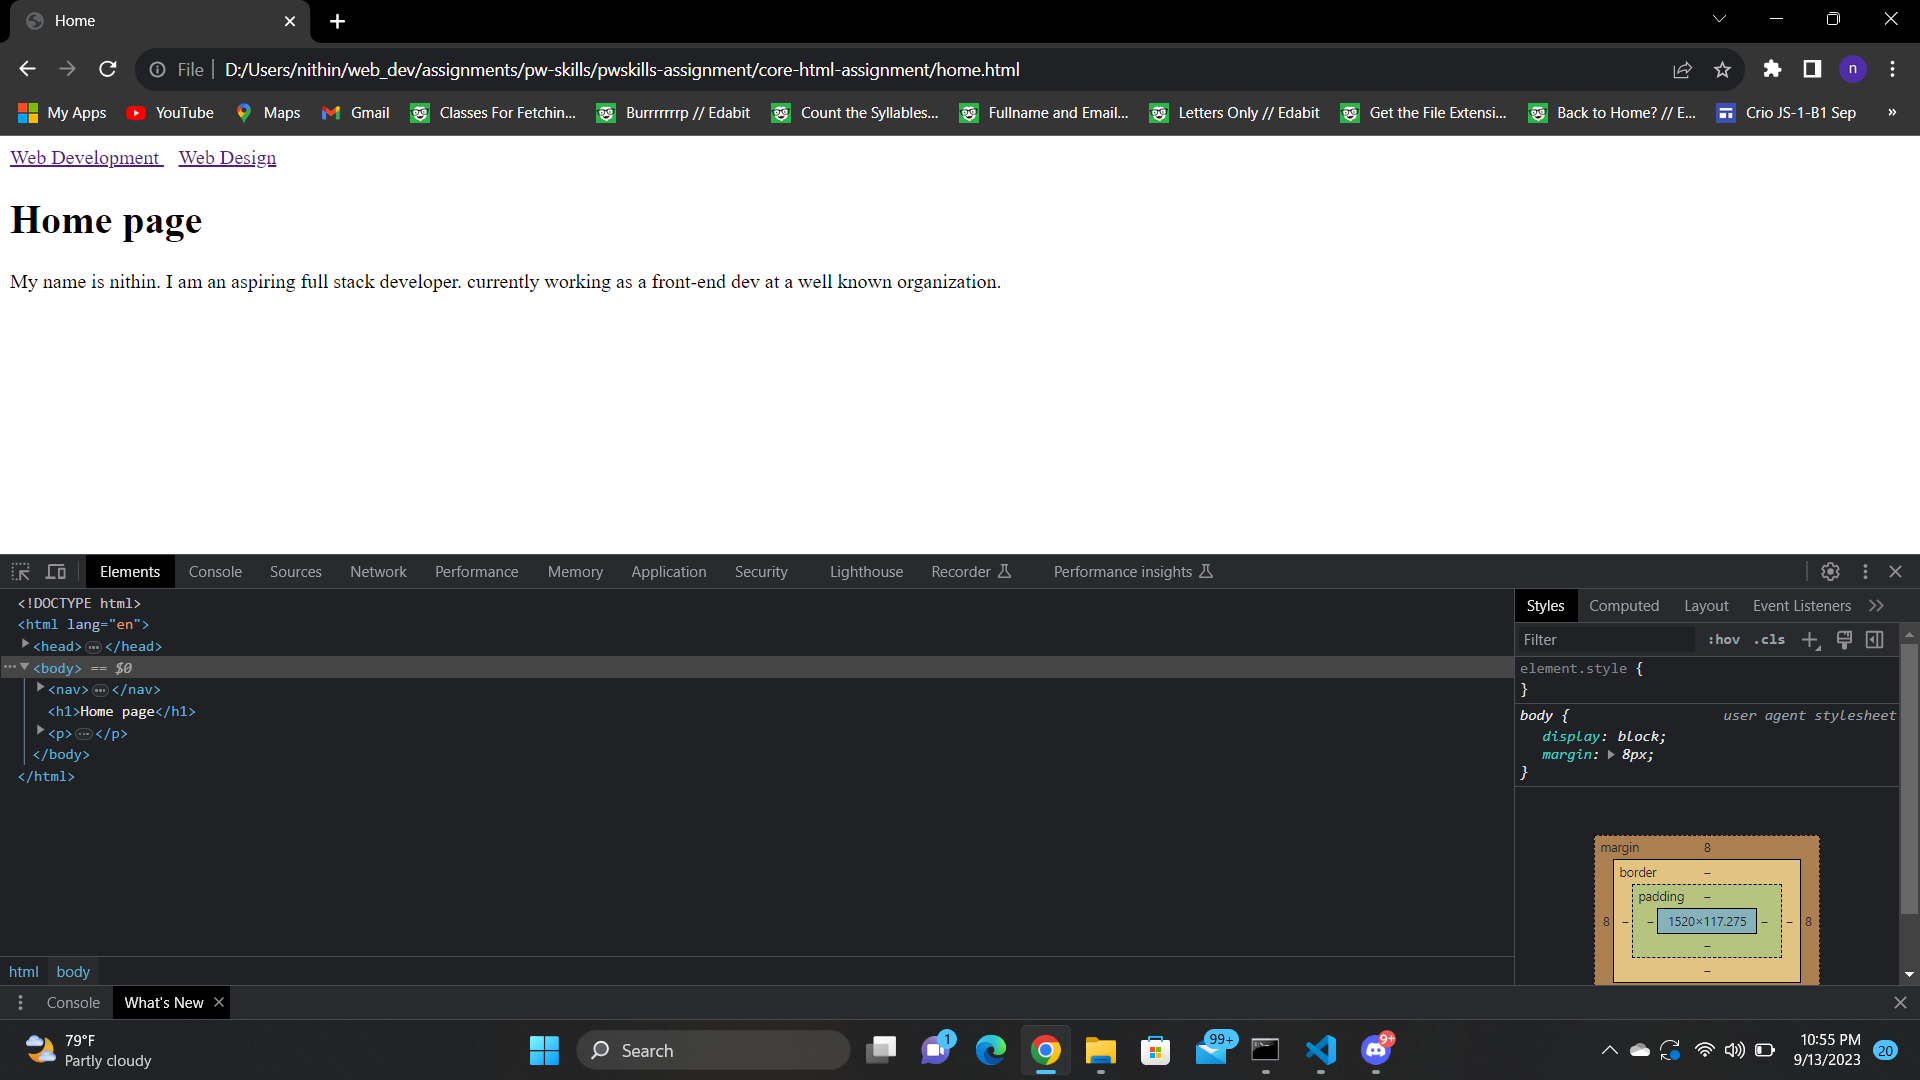 Home
File
D:/Users/nithin/web_dev/assignments/pw-skills/pwskills-assignment/core-html-assignment/home.html
n
My Apps YouTube Maps Gmail Classes For Fetchin... Burrrrrrrp // Edabit Count the Syllables... Fullname and Email... Letters Only // Edabit Get the File Extensi... Back to Home? // E... Crio JS-1-B1 Sep »
Web Development Web Design
Home page
My name is nithin. I am an aspiring full stack developer. currently working as a front-end dev at a well known organization.
Elements Console Sources Network Performance Memory Application Security Lighthouse Recorder Performance insights
<!DOCTYPE html>
<html lang="en">
<head>…</head>
<body> == $0
<nav>…</nav>
<h1>Home page</h1>
<p>…</p>
</body>
</html>
html body
Styles Computed Layout Event Listeners
Filter :hov .cls
element.style {
}
body { user agent stylesheet
display: block;
margin: 8px;
}
margin 8
border –
padding –
8 – – 1520×117.275 – – 8
–
–
Console What's New
79°F
Partly cloudy
Search
1
99+
9+
10:55 PM
9/13/2023
20